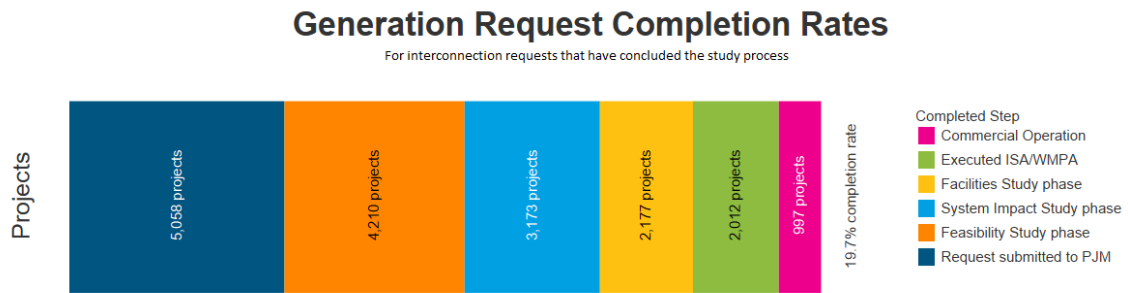 Generation Request Completion Rates
For interconnection requests that have concluded the study process
Projects
5,058 projects
4,210 projects
3,173 projects
2,177 projects
2,012 projects
997 projects
19.7% completion rate
Completed Step
Commercial Operation
Executed ISA/WMPA
Facilities Study phase
System Impact Study phase
Feasibility Study phase
Request submitted to PJM